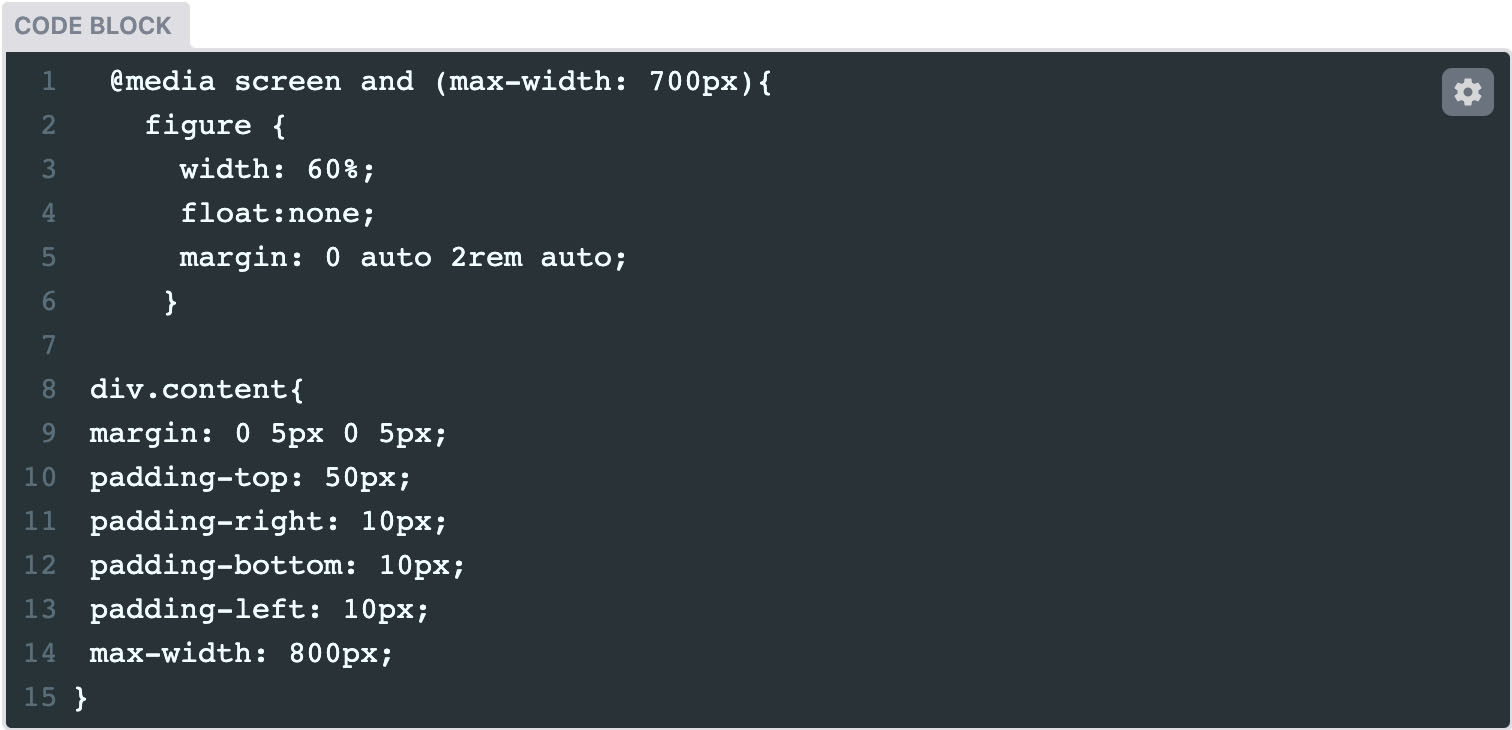 CODE BLOCK
1 @media screen and (max-width: 700px){
2 figure {
3 width: 60%;
4 float:none;
5 margin: 0 auto 2rem auto;
6 }
7
8 div.content{
9 margin: 0 5px 0 5px;
10 padding-top: 50px;
11 padding-right: 10px;
12 padding-bottom: 10px;
13 padding-left: 10px;
14 max-width: 800px;
15 }